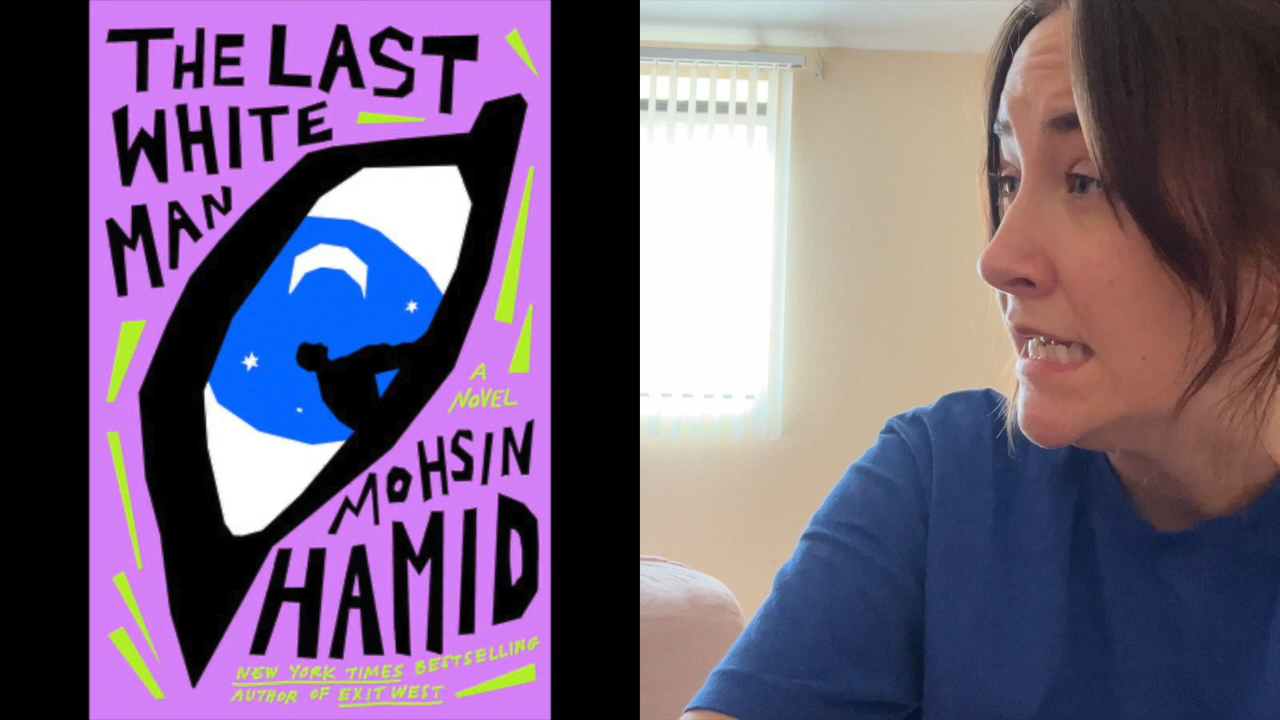 THE LAST
WHITE
MAN
A
NOVEL
MOHSIN
HAMID
NEW YORK TIMES BESTSELLING
AUTHOR OF EXIT WEST